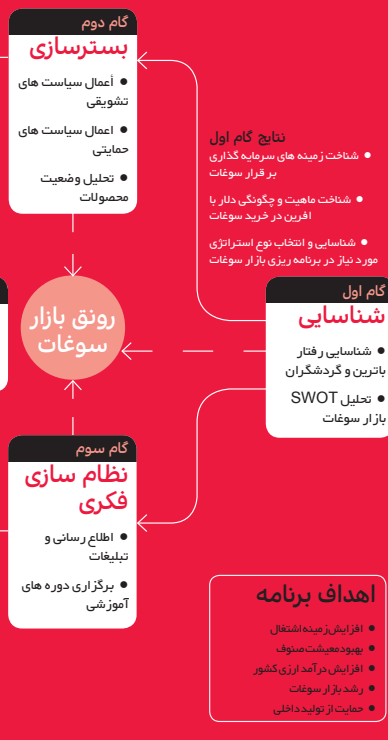 گام دوم
بسترسازی
● أعمال سیاست های
تشویقی
● اعمال سیاست های
حمایتی
● تحلیل وضعیت
محصولات
نتایج گام اول
● شناخت زمینه های سرمایه گذاری
بر قرار سوغات
● شناخت ماهیت و چگونگی دلار با
افرین در خرید سوغات
● شناسایی و انتخاب نوع استراتژی
مورد نیاز در برنامه ریزی بازار سوغات
گام اول
شناسایی
● شناسایی رفتار
باترین و گردشگران
● تحلیل SWOT
بازار سوغات
رونق بازار
سوغات
گام سوم
نظام سازی
فکری
● اطلاع رسانی و
تبلیغات
● برگزاری دوره های
آموزشی
اهداف برنامه
● افزایش زمینه اشتغال
● بهبود معیشت صنوف
● افزایش درآمد ارزی کشور
● رشد بازار سوغات
● حمایت از تولید داخلی